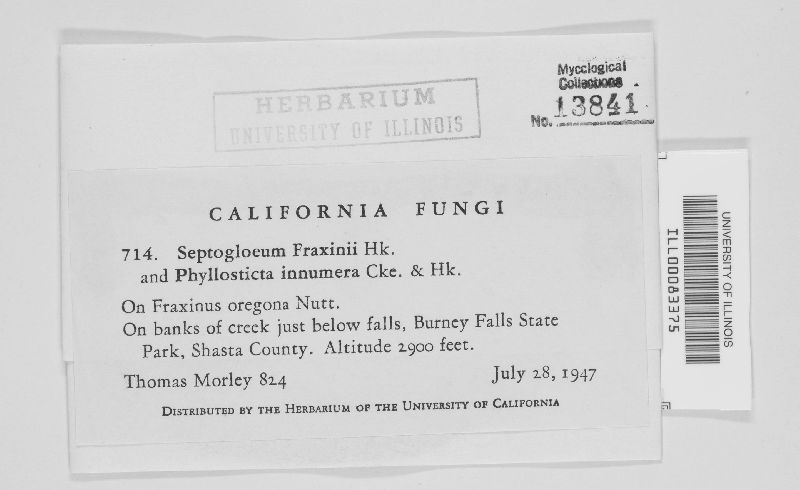 HERBARIUM
UNIVERSITY OF ILLINOIS
Mycological
Collections
No. 13841
CALIFORNIA FUNGI
714. Septogloeum Fraxinii Hk.
and Phyllosticta innumera Cke. & Hk.
On Fraxinus oregona Nutt.
On banks of creek just below falls, Burney Falls State
Park, Shasta County. Altitude 2900 feet.
Thomas Morley 824 July 28, 1947
DISTRIBUTED BY THE HERBARIUM OF THE UNIVERSITY OF CALIFORNIA
UNIVERSITY OF ILLINOIS
ILL00083375